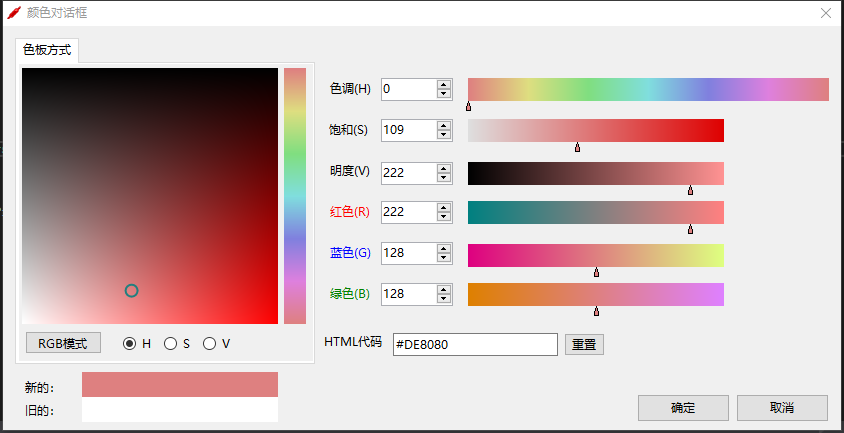 颜色对话框
色板方式
色调(H) 0
饱和(S) 109
明度(V) 222
红色(R) 222
蓝色(G) 128
绿色(B) 128
RGB模式 H S V
HTML代码 #DE8080 重置
新的:
旧的:
确定 取消